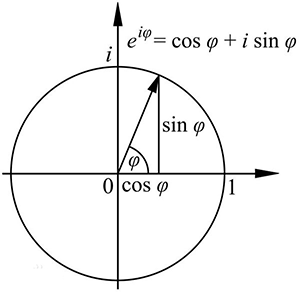 i
e^{iφ} = cos φ + i sin φ
sin φ
φ
0
cos φ
1